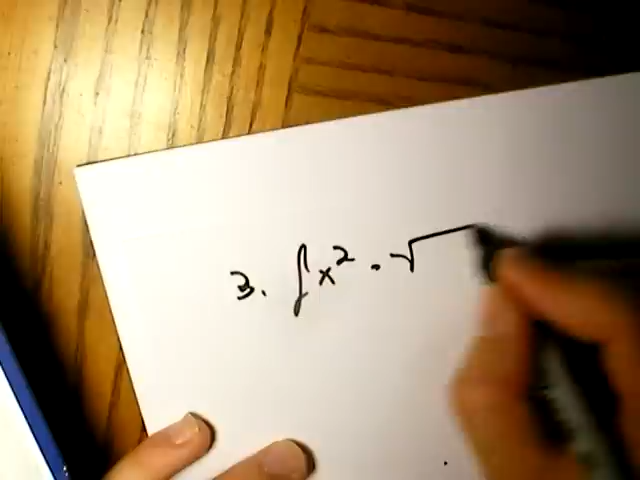 3. ∫ x² · √